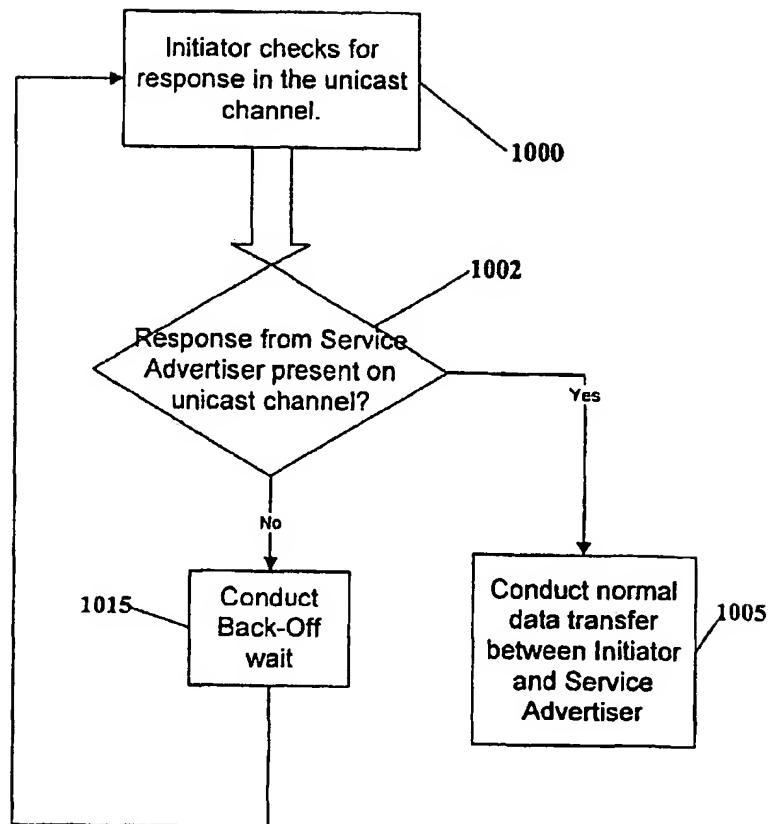 Initiator checks for
response in the unicast
channel.
1000
1002
Response from Service
Advertiser present on
unicast channel?
Yes
No
1015
Conduct
Back-Off
wait
Conduct normal
data transfer
between Initiator
and Service
Advertiser
1005